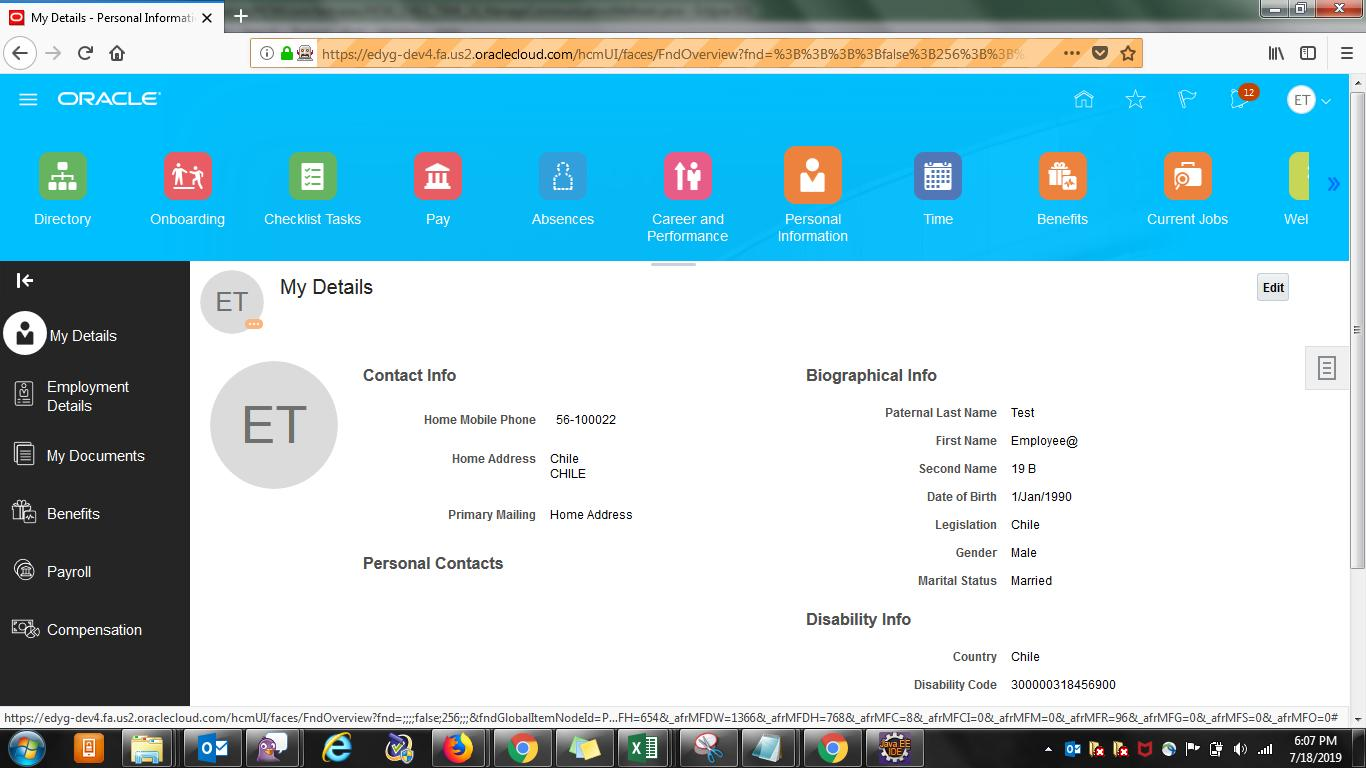 My Details - Personal Informati
https://edyg-dev4.fa.us2.oraclecloud.com/hcmUI/faces/FndOverview?fnd=%3B%3B%3B%3Bfalse%3B256%3B%3B%
ORACLE
12
ET
Directory
Onboarding
Checklist Tasks
Pay
Absences
Career and
Performance
Personal
Information
Time
Benefits
Current Jobs
Wel
My Details
Employment
Details
My Documents
Benefits
Payroll
Compensation
ET
My Details
Edit
ET
Contact Info
Home Mobile Phone 56-100022
Home Address Chile
CHILE
Primary Mailing Home Address
Personal Contacts
Biographical Info
Paternal Last Name Test
First Name Employee@
Second Name 19 B
Date of Birth 1/Jan/1990
Legislation Chile
Gender Male
Marital Status Married
Disability Info
Country Chile
Disability Code 300000318456900
https://edyg-dev4.fa.us2.oraclecloud.com/hcmUI/faces/FndOverview?fnd=;;;;false;256;;;&fndGlobalItemNodeId=P...FH=654&_afrMFDW=1366&_afrMFDH=768&_afrMFC=8&_afrMFCI=0&_afrMFM=0&_afrMFR=96&_afrMFG=0&_afrMFS=0&_afrMFO=0#
Java EE
IDE
6:07 PM
7/18/2019